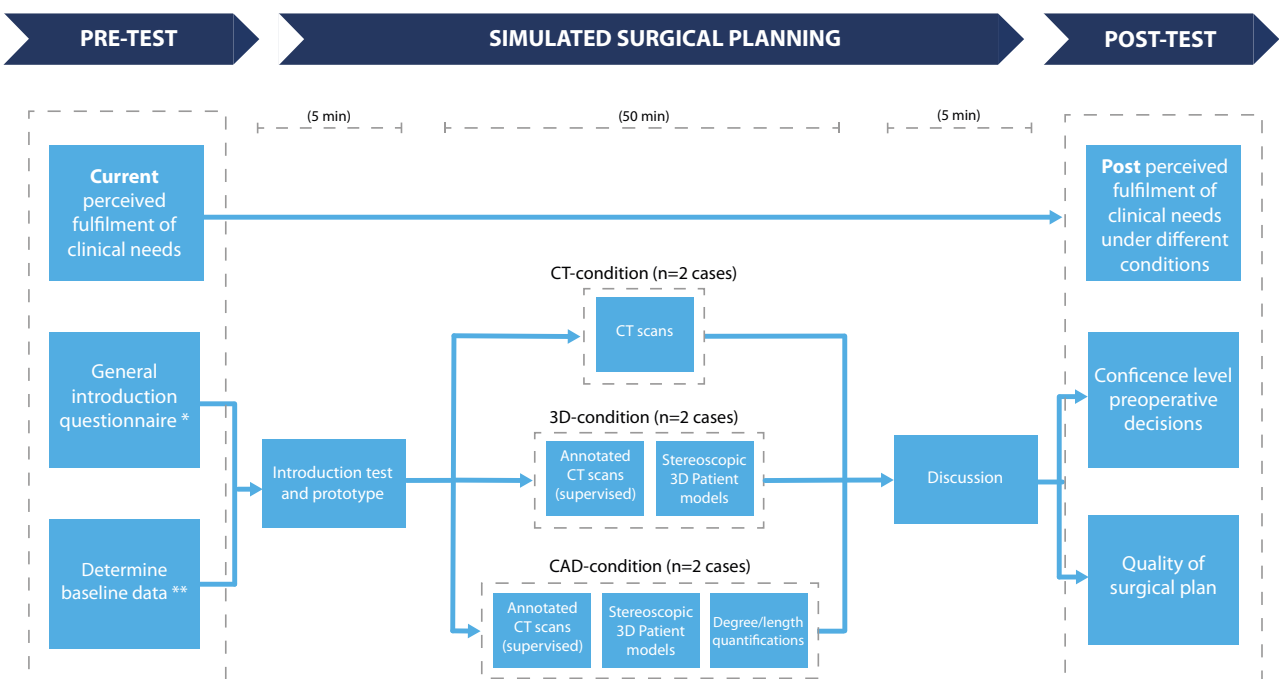 PRE-TEST
SIMULATED SURGICAL PLANNING
POST-TEST
(5 min)
(50 min)
(5 min)
Current
perceived
fulfilment of
clinical needs
Post perceived
fulfilment of
clinical needs
under different
conditions
CT-condition (n=2 cases)
CT scans
General
introduction
questionnaire *
Conficence level
preoperative
decisions
3D-condition (n=2 cases)
Introduction test
and prototype
Annotated
CT scans
(supervised)
Stereoscopic
3D Patient
models
Discussion
Determine
baseline data **
CAD-condition (n=2 cases)
Annotated
CT scans
(supervised)
Stereoscopic
3D Patient
models
Degree/length
quantifications
Quality of
surgical plan